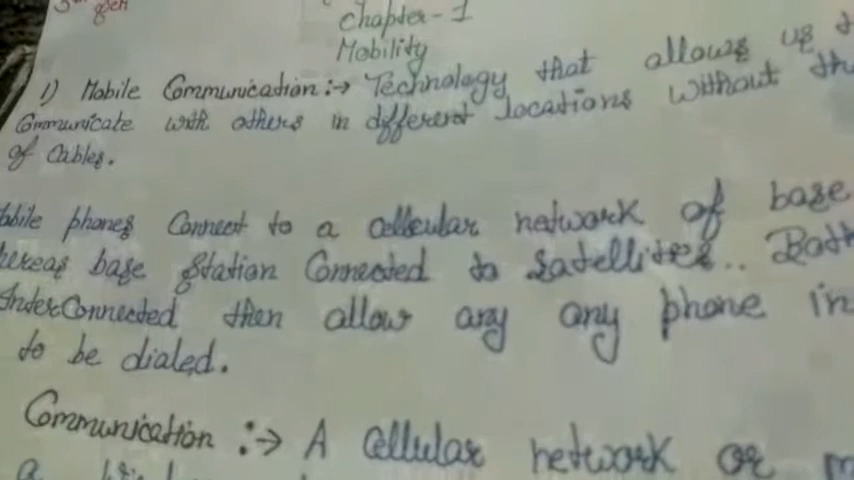 Chapter-1
Mobility
1) Mobile Communication :→ Technology that allows us
Communicate with others in different locations without
of Cables.
phones Connect to a cellular network of base
base station Connected to Satellites.. Both
InterConnected then allow any any phone in
to be dialed.
Communication :→ A Cellular network or
a